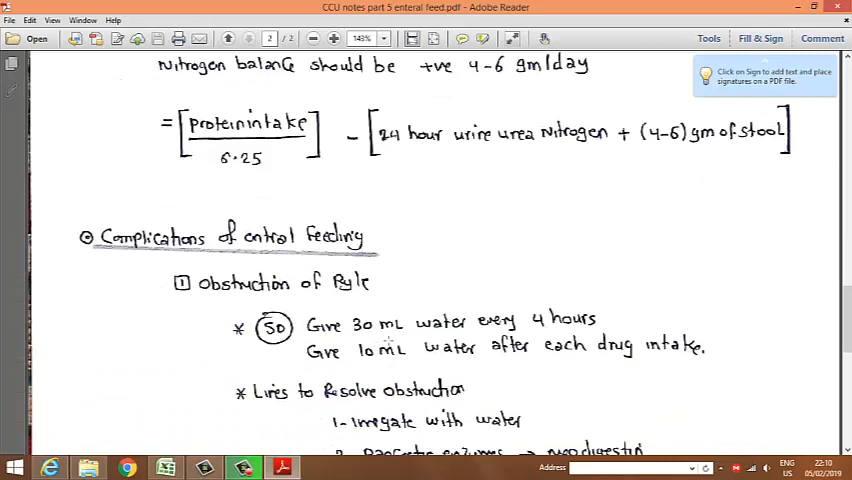 CCU notes part 5 enteral feed.pdf - Adobe Reader
File Edit View Window Help
Open 2 / 2 143% Tools Fill & Sign Comment
Click on Sign to add text and place
signatures on a PDF file.
Nitrogen balance should be +ve 4-6 gm/day
= [protein intake / 6.25] - [24 hour urine urea Nitrogen + (4-6) gm of stool]
Complications of entral feeding
1 Obstruction of Ryle
* So Give 30 mL water every 4 hours
Give 10 mL water after each drug intake.
* Lines to Resolve obstruction
1- Irregate with water
2. Pancreatic enzymes →
Address ENG US 22:10 05/02/2019